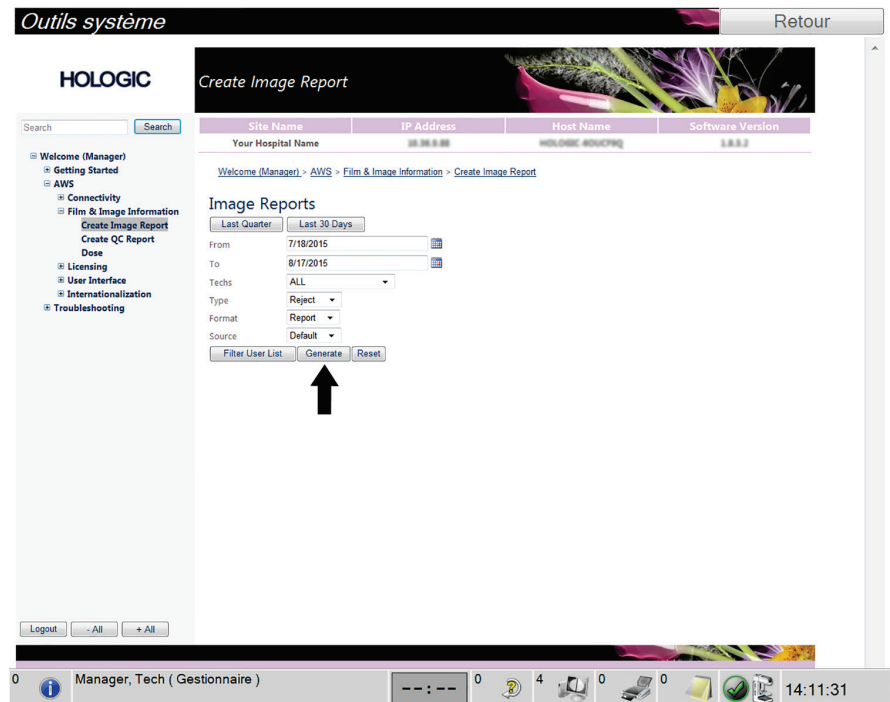 Outils système
Retour
HOLOGIC
Create Image Report
Search
Search
Site Name IP Address Host Name Software Version
Your Hospital Name
Welcome (Manager)
Getting Started
AWS
Connectivity
Film & Image Information
Create Image Report
Create QC Report
Dose
Licensing
User Interface
Internationalization
Troubleshooting
Welcome (Manager) > AWS > Film & Image Information > Create Image Report
Image Reports
Last Quarter Last 30 Days
From 7/18/2015
To 8/17/2015
Techs ALL
Type Reject
Format Report
Source Default
Filter User List Generate Reset
Logout - All + All
0 Manager, Tech ( Gestionnaire ) --:-- 0 4 0 0 14:11:31